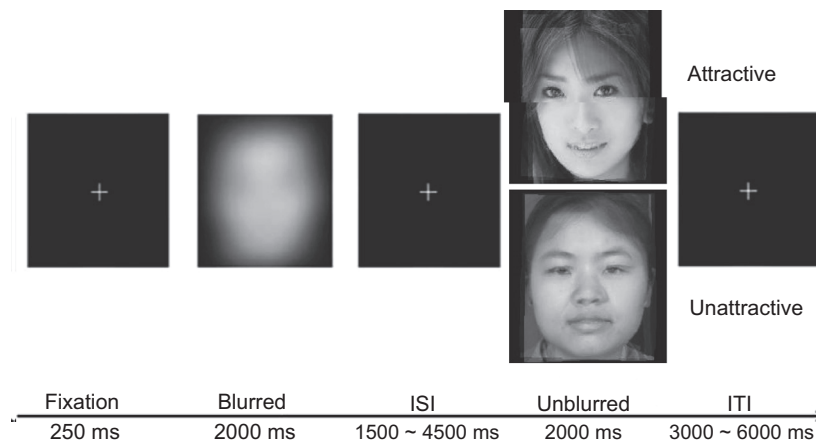 Attractive
Unattractive
Fixation Blurred ISI Unblurred ITI
250 ms 2000 ms 1500 ~ 4500 ms 2000 ms 3000 ~ 6000 ms